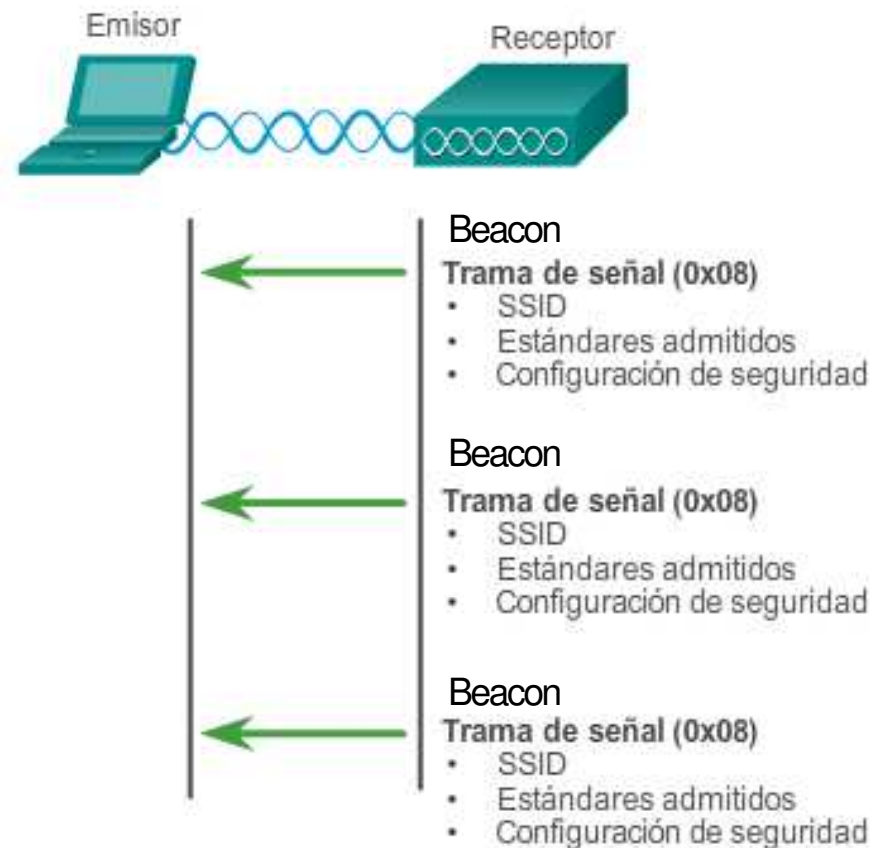 Emisor
Receptor
Beacon
Trama de señal (0x08)
• SSID
• Estándares admitidos
• Configuración de seguridad
Beacon
Trama de señal (0x08)
• SSID
• Estándares admitidos
• Configuración de seguridad
Beacon
Trama de señal (0x08)
• SSID
• Estándares admitidos
• Configuración de seguridad